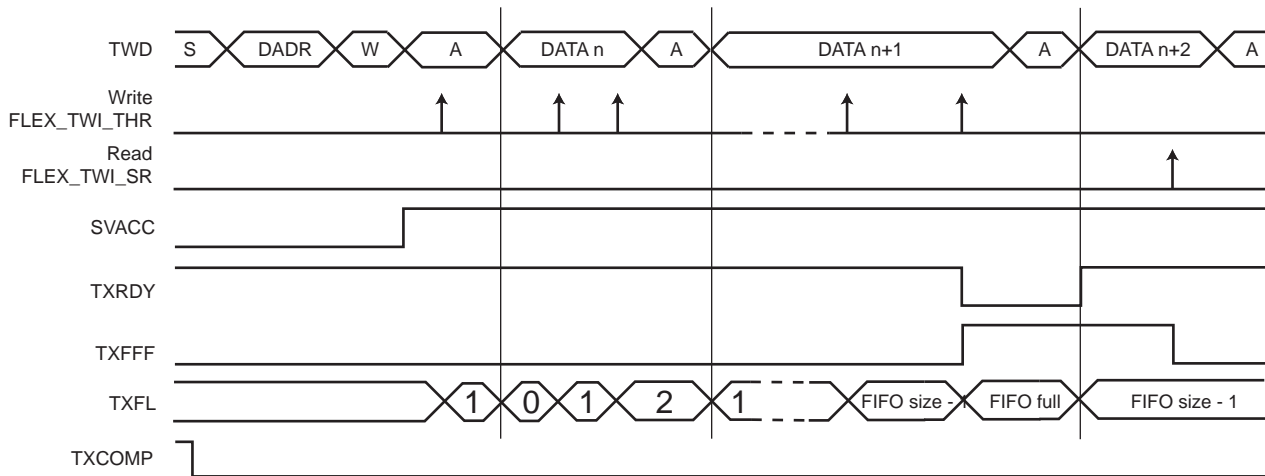 TWD S DADR W A DATA n A DATA n+1 A DATA n+2 A
Write
FLEX_TWI_THR
Read
FLEX_TWI_SR
SVACC
TXRDY
TXFFF
TXFL 1 0 1 2 1 FIFO size - 1 FIFO full FIFO size - 1
TXCOMP